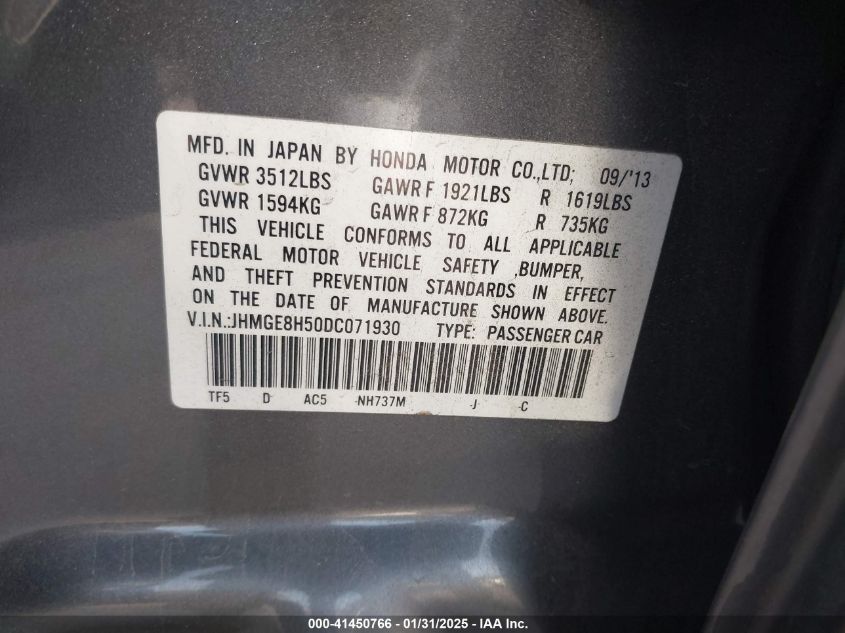 MFD. IN JAPAN BY HONDA MOTOR CO.,LTD; 09/'13
GVWR 3512LBS GAWR F 1921LBS R 1619LBS
GVWR 1594KG GAWR F 872KG R 735KG
THIS VEHICLE CONFORMS TO ALL APPLICABLE
FEDERAL MOTOR VEHICLE SAFETY ,BUMPER,
AND THEFT PREVENTION STANDARDS IN EFFECT
ON THE DATE OF MANUFACTURE SHOWN ABOVE.
V.I.N.:JHMGE8H50DC071930 TYPE: PASSENGER CAR
TF5 D AC5 -NH737M -J -C
000-41450766 - 01/31/2025 - IAA Inc.